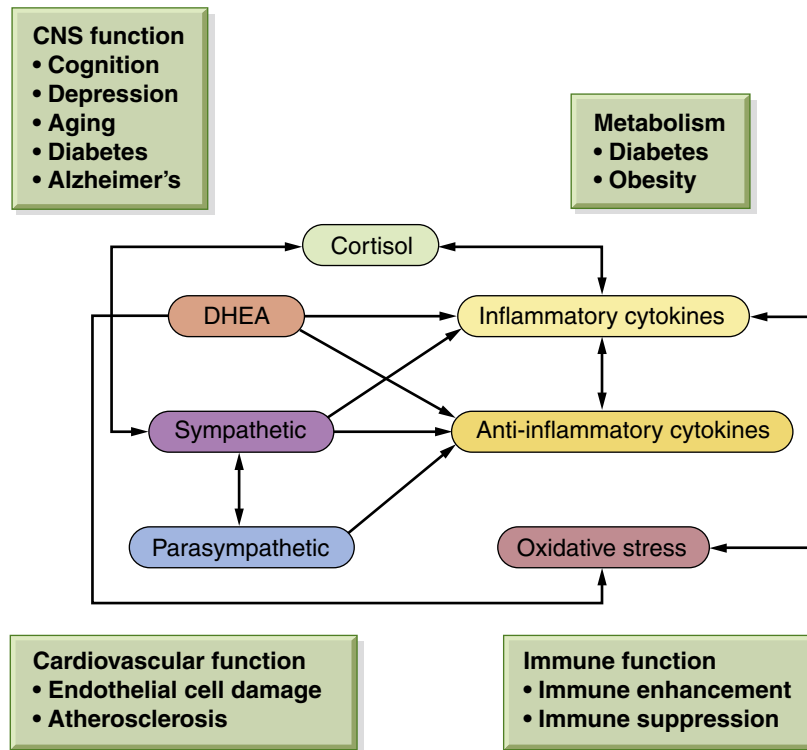 CNS function
• Cognition
• Depression
• Aging
• Diabetes
• Alzheimer’s
Metabolism
• Diabetes
• Obesity
Cortisol
DHEA
Inflammatory cytokines
Sympathetic
Anti-inflammatory cytokines
Parasympathetic
Oxidative stress
Cardiovascular function
• Endothelial cell damage
• Atherosclerosis
Immune function
• Immune enhancement
• Immune suppression